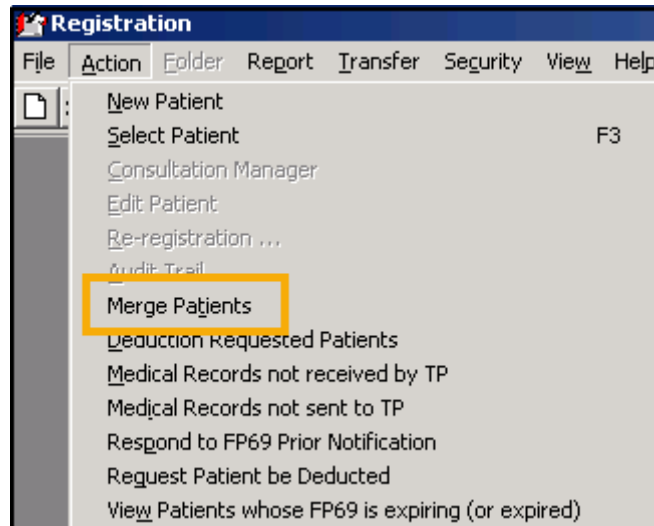 Registration
File Action Folder Report Transfer Security View Help
New Patient
Select Patient F3
Consultation Manager
Edit Patient
Re-registration ...
Audit Trail
Merge Patients
Deduction Requested Patients
Medical Records not received by TP
Medical Records not sent to TP
Respond to FP69 Prior Notification
Request Patient be Deducted
View Patients whose FP69 is expiring (or expired)